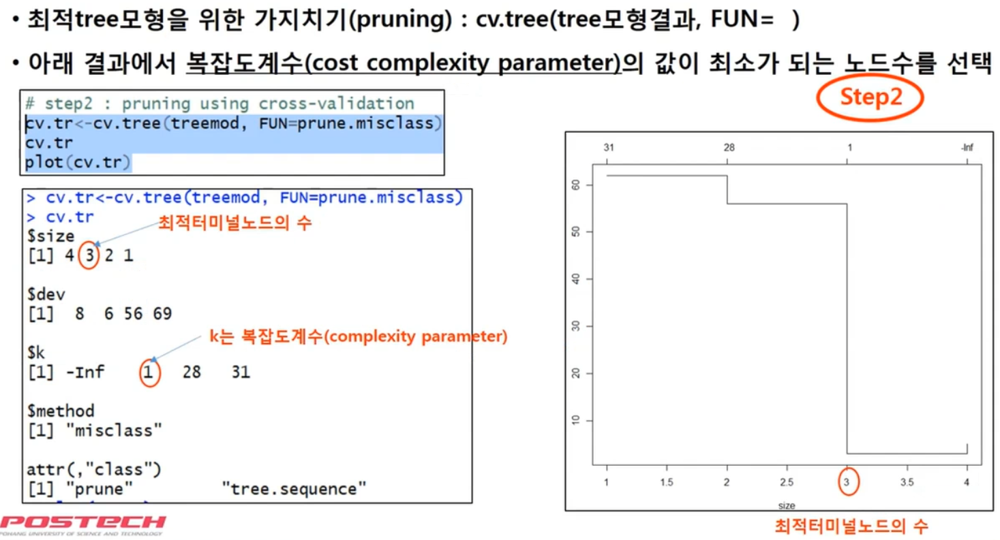 • 최적tree모형을 위한 가지치기(pruning) : cv.tree(tree모형결과, FUN= )
• 아래 결과에서 복잡도계수(cost complexity parameter)의 값이 최소가 되는 노드수를 선택
Step2
# step2 : pruning using cross-validation
cv.tr<-cv.tree(treemod, FUN=prune.misclass)
cv.tr
plot(cv.tr)
> cv.tr<-cv.tree(treemod, FUN=prune.misclass)
> cv.tr
최적터미널노드의 수
$size
[1] 4 3 2 1
$dev
[1] 8 6 56 69
k는 복잡도계수(complexity parameter)
$k
[1] -Inf 1 28 31
$method
[1] "misclass"
attr(,"class")
[1] "prune" "tree.sequence"
31 28 1 -Inf
60
50
40
30
20
10
1 1.5 2 2.5 3 3.5 4
size
최적터미널노드의 수
POSTECH
POHANG UNIVERSITY OF SCIENCE AND TECHNOLOGY